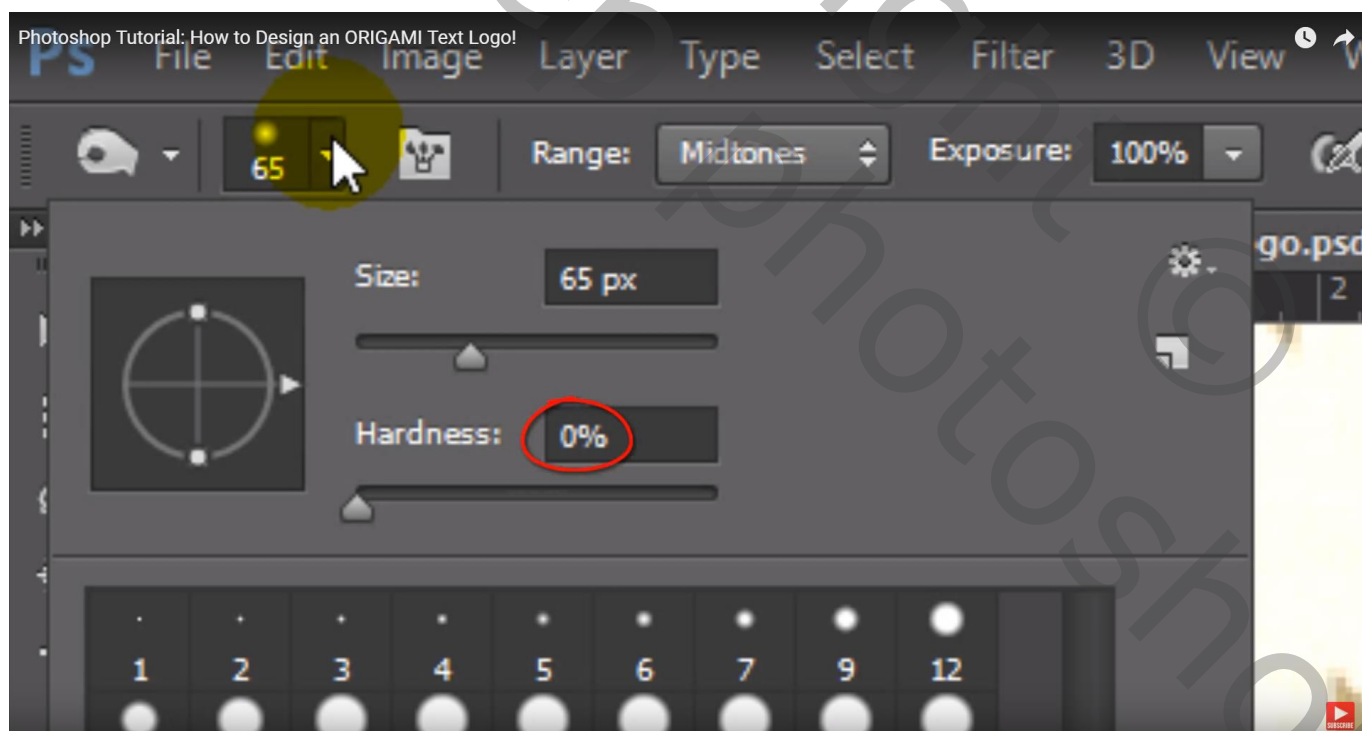 Photoshop Tutorial: How to Design an ORIGAMI Text Logo!
Ps File Edit Image Layer Type Select Filter 3D View
65 Range: Midtones Exposure: 100%
go.psd
Size: 65 px
2
Hardness: 0%
1 2 3 4 5 6 7 9 12
SUBSCRIBE
©